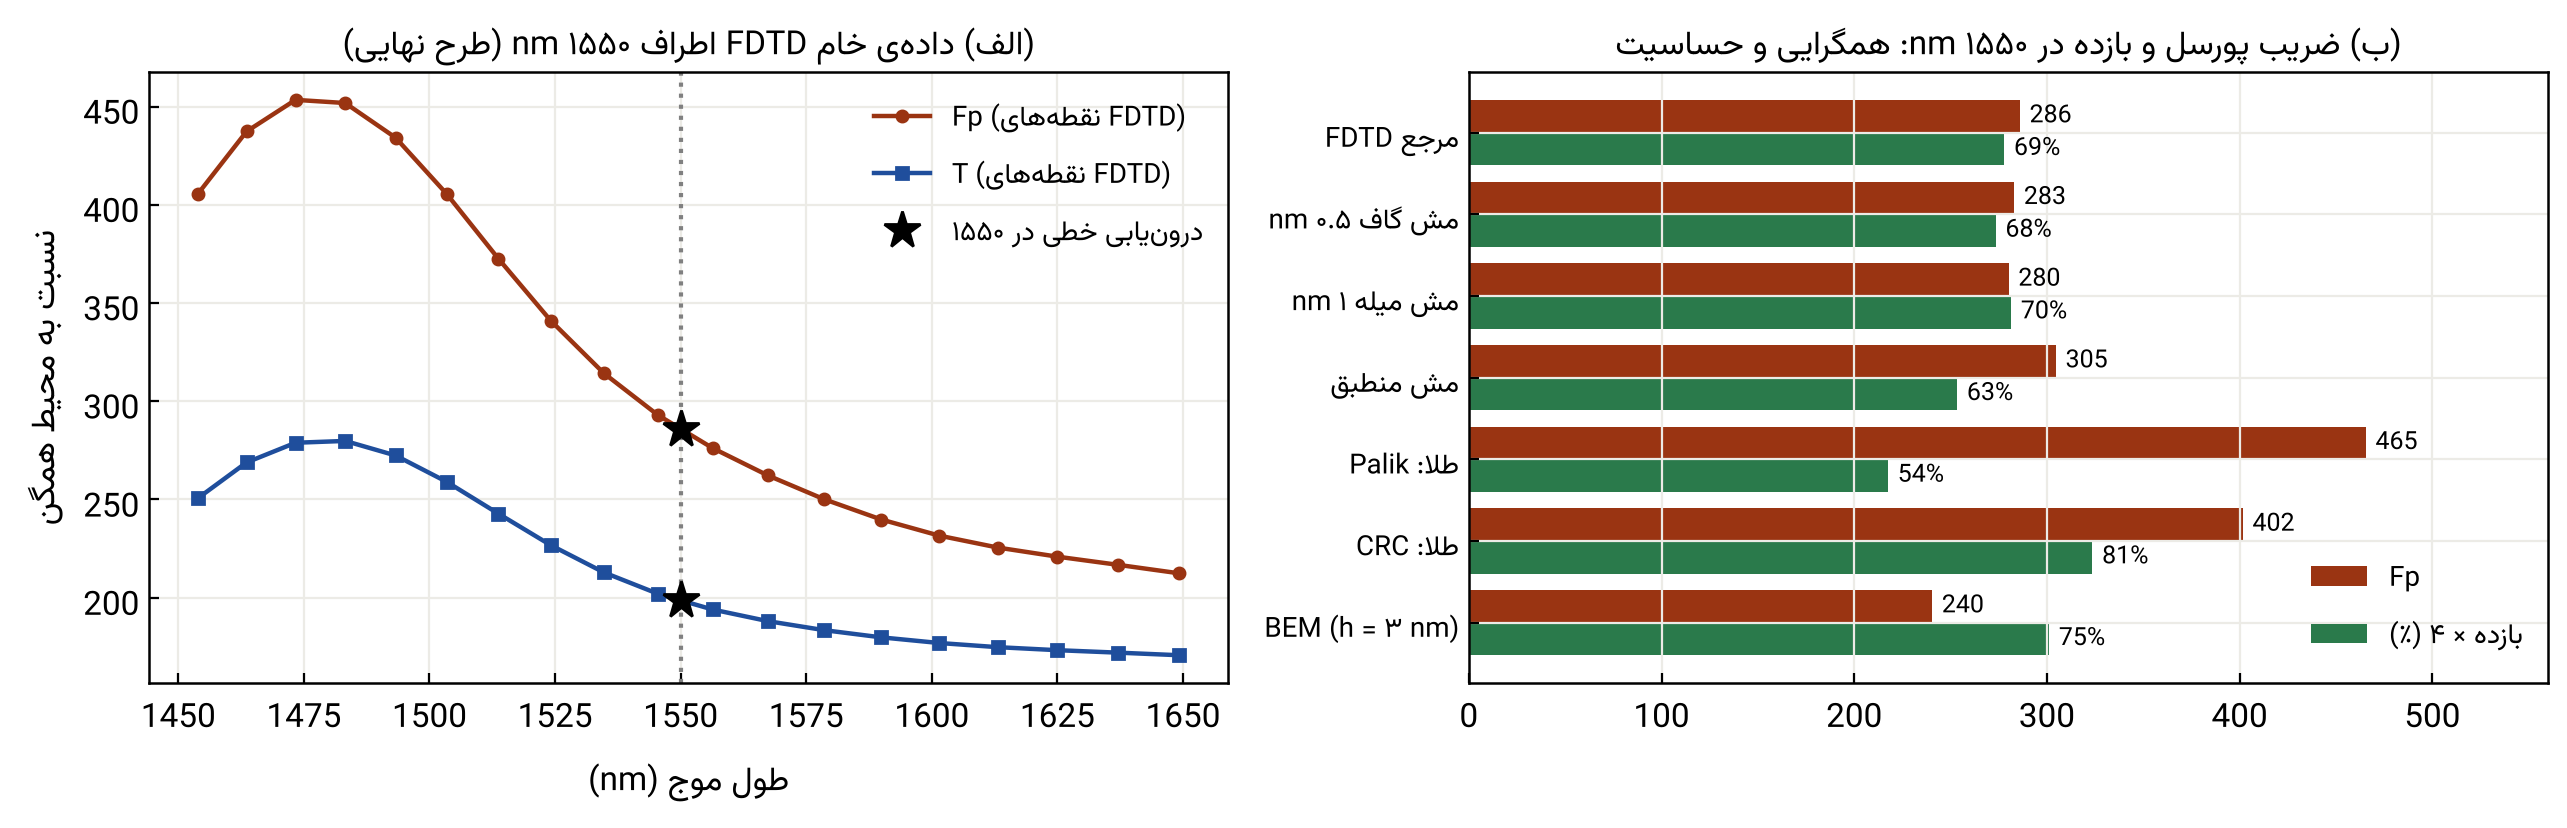 (الف) داده‌ی خام FDTD اطراف ۱۵۵۰ nm (طرح نهایی)
نسبت به محیط همگن
450
400
350
300
250
200
Fp (نقطه‌های FDTD)
T (نقطه‌های FDTD)
درون‌یابی خطی در ۱۵۵۰
1450 1475 1500 1525 1550 1575 1600 1625 1650
طول موج (nm)
(ب) ضریب پورسل و بازده در ۱۵۵۰ nm: همگرایی و حساسیت
مرجع FDTD
286
69%
مش گاف ۰.۵ nm
283
68%
مش میله ۱ nm
280
70%
مش منطبق
305
63%
طلا: Palik
465
54%
طلا: CRC
402
81%
BEM (h = ۳ nm)
240
75%
Fp
بازده × ۴ (٪)
0 100 200 300 400 500